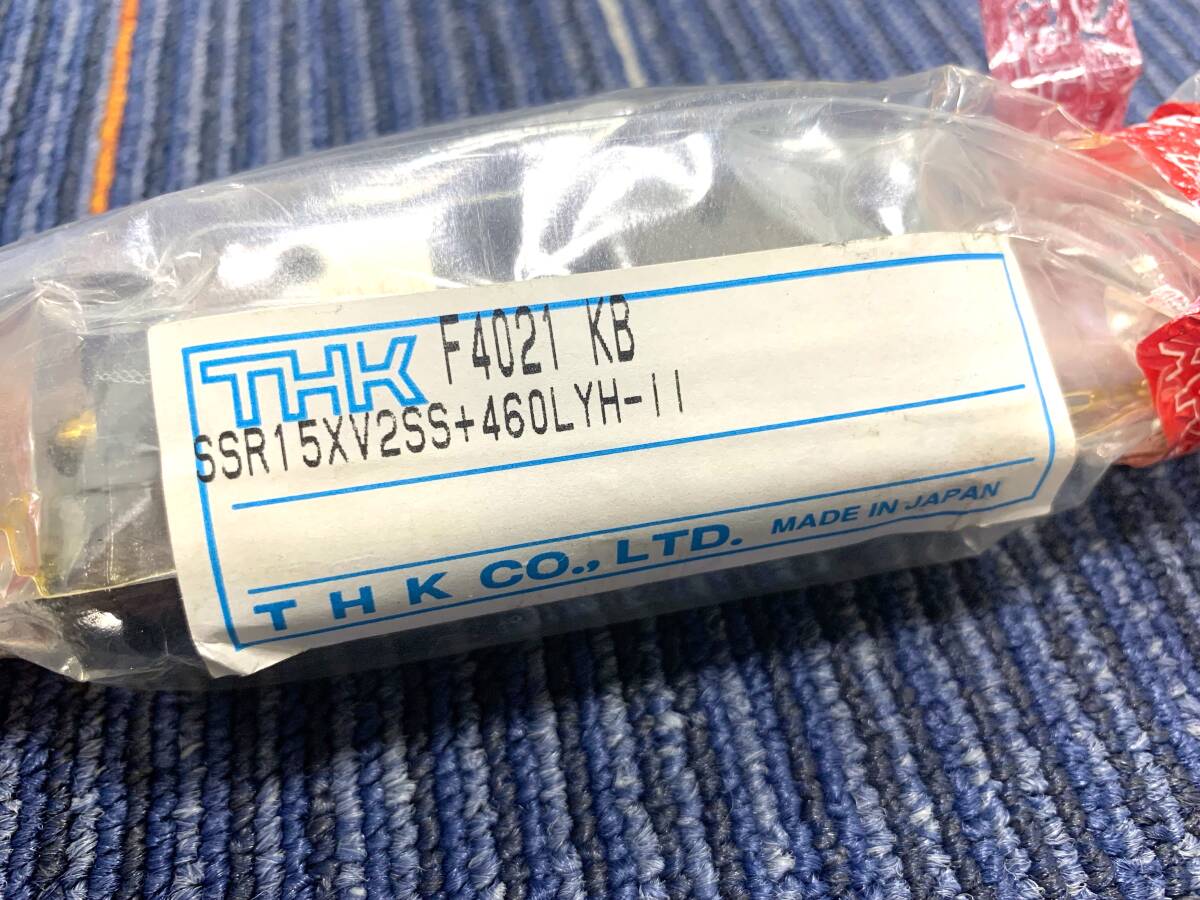 THK F4021 KB
SSR15XV2SS+460LYH-II
THK CO., LTD. MADE IN JAPAN